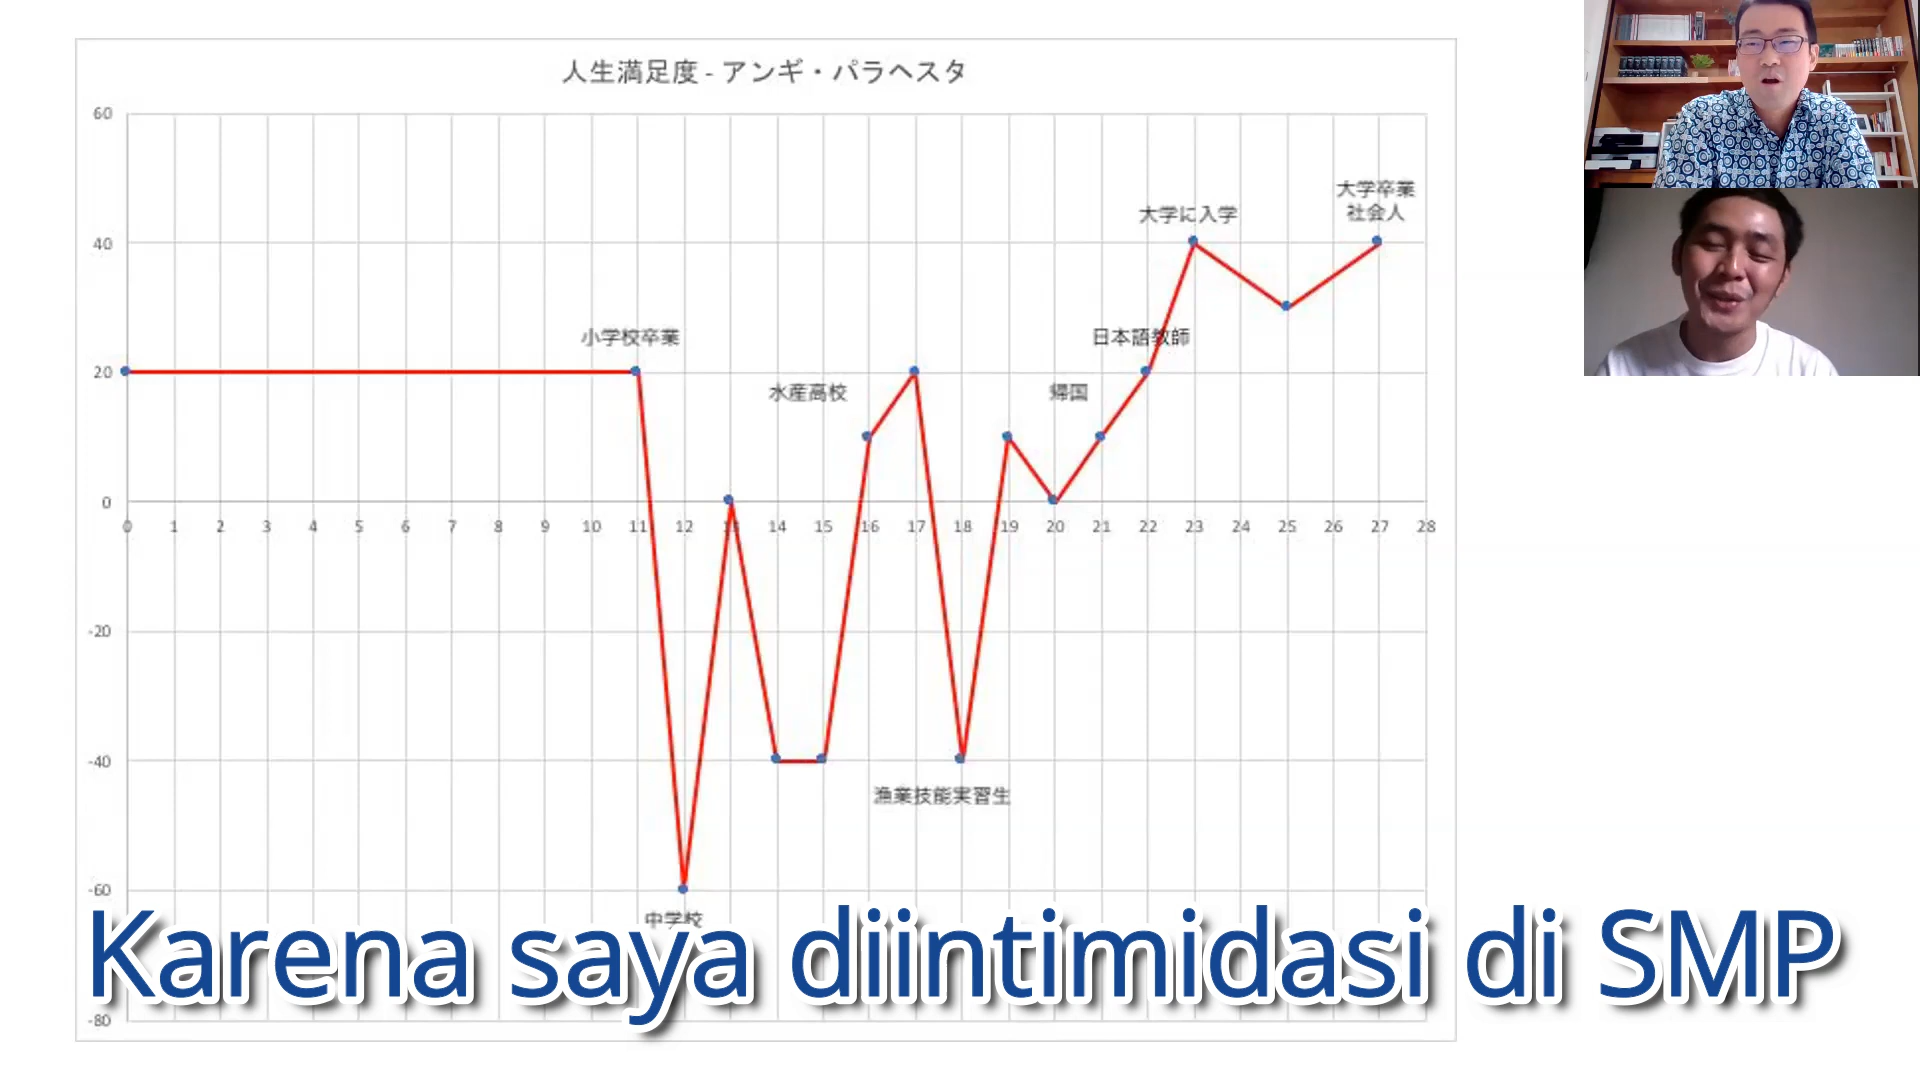 人生満足度 - アンギ・パラヘスタ
60
40
20
0
-20
-40
-60
-80
0 1 2 3 4 5 6 7 8 9 10 11 12 13 14 15 16 17 18 19 20 21 22 23 24 25 26 27 28
小学校卒業
中学校
水産高校
漁業技能実習生
帰国
日本語教師
大学に入学
大学卒業
社会人
Karena saya diintimidasi di SMP